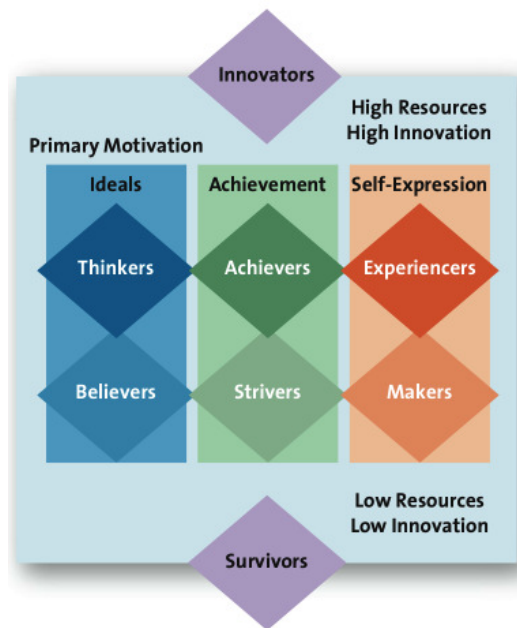 Innovators
High Resources
High Innovation
Primary Motivation
Ideals Achievement Self-Expression
Thinkers Achievers Experiencers
Believers Strivers Makers
Low Resources
Low Innovation
Survivors